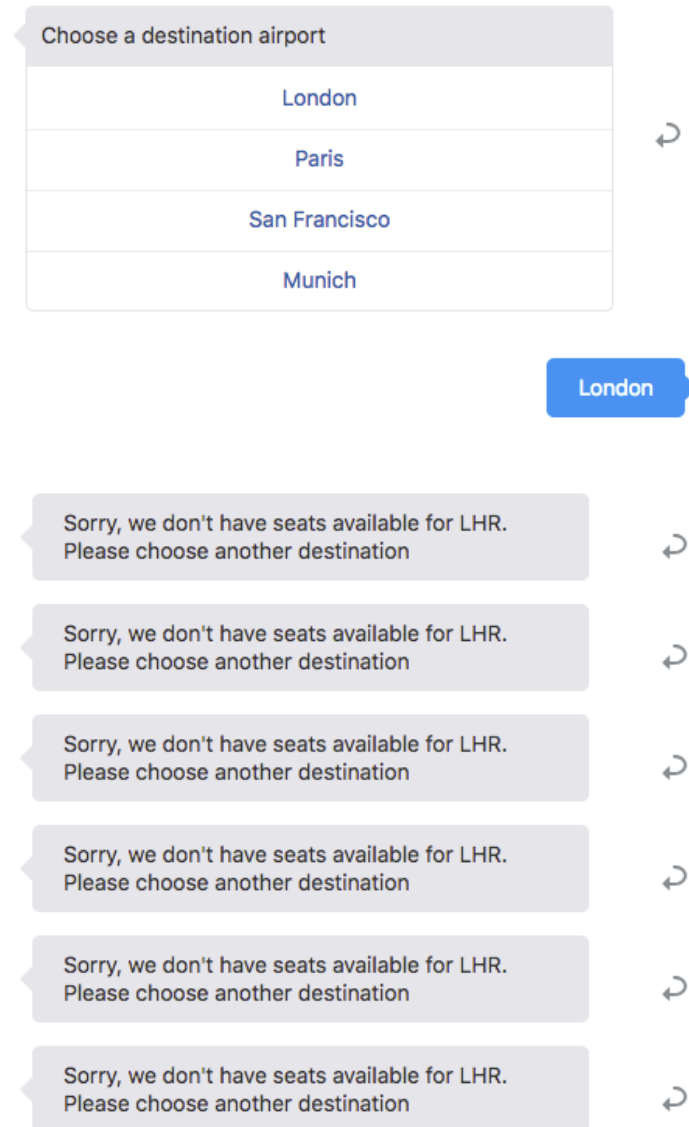 Choose a destination airport
London
Paris
San Francisco
Munich
London
Sorry, we don't have seats available for LHR.
Please choose another destination
Sorry, we don't have seats available for LHR.
Please choose another destination
Sorry, we don't have seats available for LHR.
Please choose another destination
Sorry, we don't have seats available for LHR.
Please choose another destination
Sorry, we don't have seats available for LHR.
Please choose another destination
Sorry, we don't have seats available for LHR.
Please choose another destination